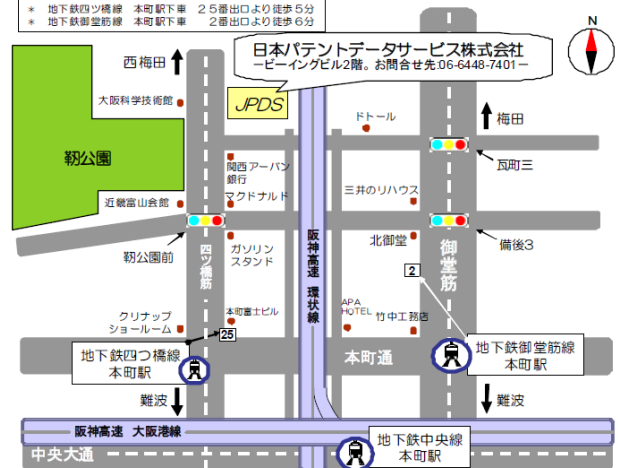 * 地下鉄四ツ橋線 本町駅下車 25番出口より徒歩5分
* 地下鉄御堂筋線 本町駅下車 2番出口より徒歩6分
N
日本パテントデータサービス株式会社
−ビーイングビル2階。お問合せ先:06-6448-7401−
西梅田
大阪科学技術館
JPDS
ドトール
梅田
靭公園
関西アーバン
銀行
瓦町三
近畿富山会館
マクドナルド
三井のリハウス
靭公園前
四ツ橋筋
ガソリン
スタンド
阪神高速 環状線
北御堂
御堂筋
備後3
2
クリナップ
ショールーム
本町富士ビル
25
APA
HOTEL
竹中工務店
地下鉄四つ橋線
本町駅
本町通
地下鉄御堂筋線
本町駅
難波
難波
阪神高速 大阪港線
中央大通
地下鉄中央線
本町駅